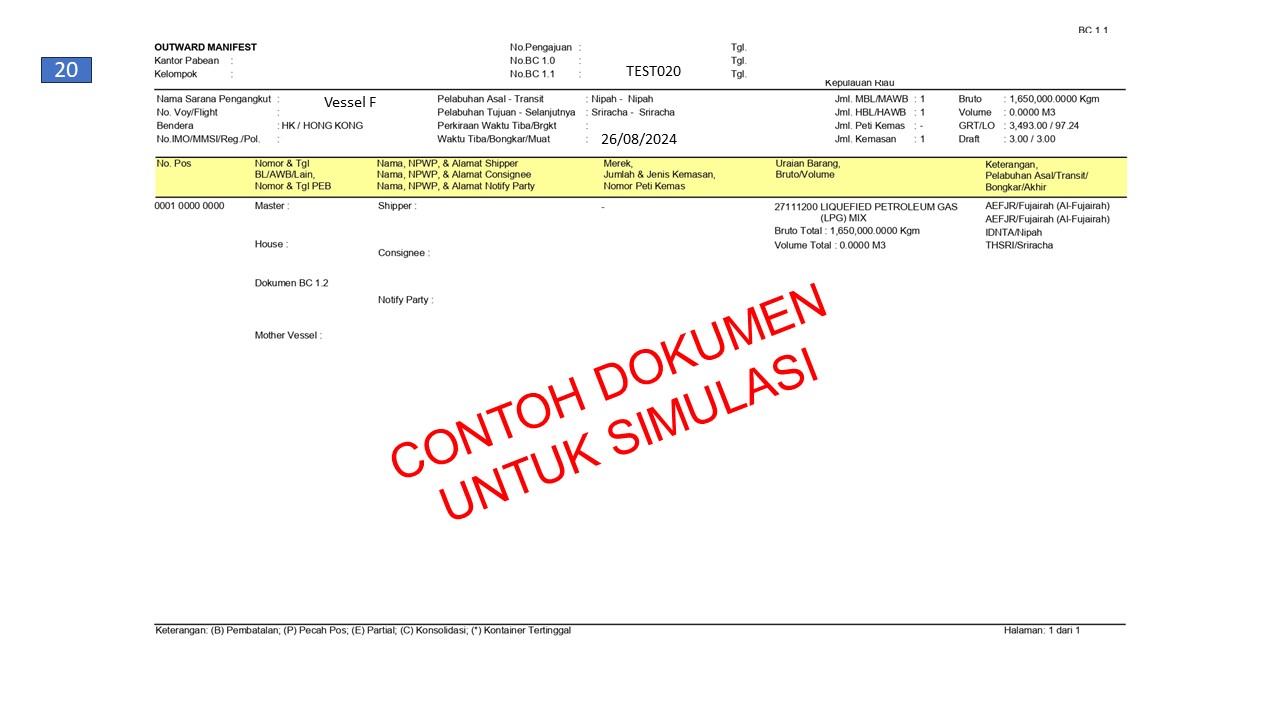 BC 1.1
20
OUTWARD MANIFEST
No.Pengajuan :
Tgl.
Kantor Pabean :
No.BC 1.0 :
Tgl.
Kelompok :
No.BC 1.1 : TEST020
Tgl.
Kepulauan Riau
Nama Sarana Pengangkut : Vessel F
Pelabuhan Asal - Transit : Nipah - Nipah
Jml. MBL/MAWB : 1
Bruto : 1,650,000.0000 Kgm
No. Voy/Flight :
Pelabuhan Tujuan - Selanjutnya : Sriracha - Sriracha
Jml. HBL/HAWB : 1
Volume : 0.0000 M3
Bendera : HK / HONG KONG
Perkiraan Waktu Tiba/Brgkt :
Jml. Peti Kemas : -
GRT/LO : 3,493.00 / 97.24
No.IMO/MMSI/Reg./Pol. :
Waktu Tiba/Bongkar/Muat : 26/08/2024
Jml. Kemasan : 1
Draft : 3.00 / 3.00
No. Pos
Nomor & Tgl
BL/AWB/Lain,
Nomor & Tgl PEB
Nama, NPWP, & Alamat Shipper
Nama, NPWP, & Alamat Consignee
Nama, NPWP, & Alamat Notify Party
Merek,
Jumlah & Jenis Kemasan,
Nomor Peti Kemas
Uraian Barang,
Bruto/Volume
Keterangan,
Pelabuhan Asal/Transit/
Bongkar/Akhir
0001 0000 0000
Master :
House :
Dokumen BC 1.2
Mother Vessel :
Shipper :
Consignee :
Notify Party :
-
27111200 LIQUEFIED PETROLEUM GAS
(LPG) MIX
Bruto Total : 1,650,000.0000 Kgm
Volume Total : 0.0000 M3
AEFJR/Fujairah (Al-Fujairah)
AEFJR/Fujairah (Al-Fujairah)
IDNTA/Nipah
THSRI/Sriracha
CONTOH DOKUMEN
UNTUK SIMULASI
Keterangan: (B) Pembatalan; (P) Pecah Pos; (E) Partial; (C) Konsolidasi; (*) Kontainer Tertinggal
Halaman: 1 dari 1